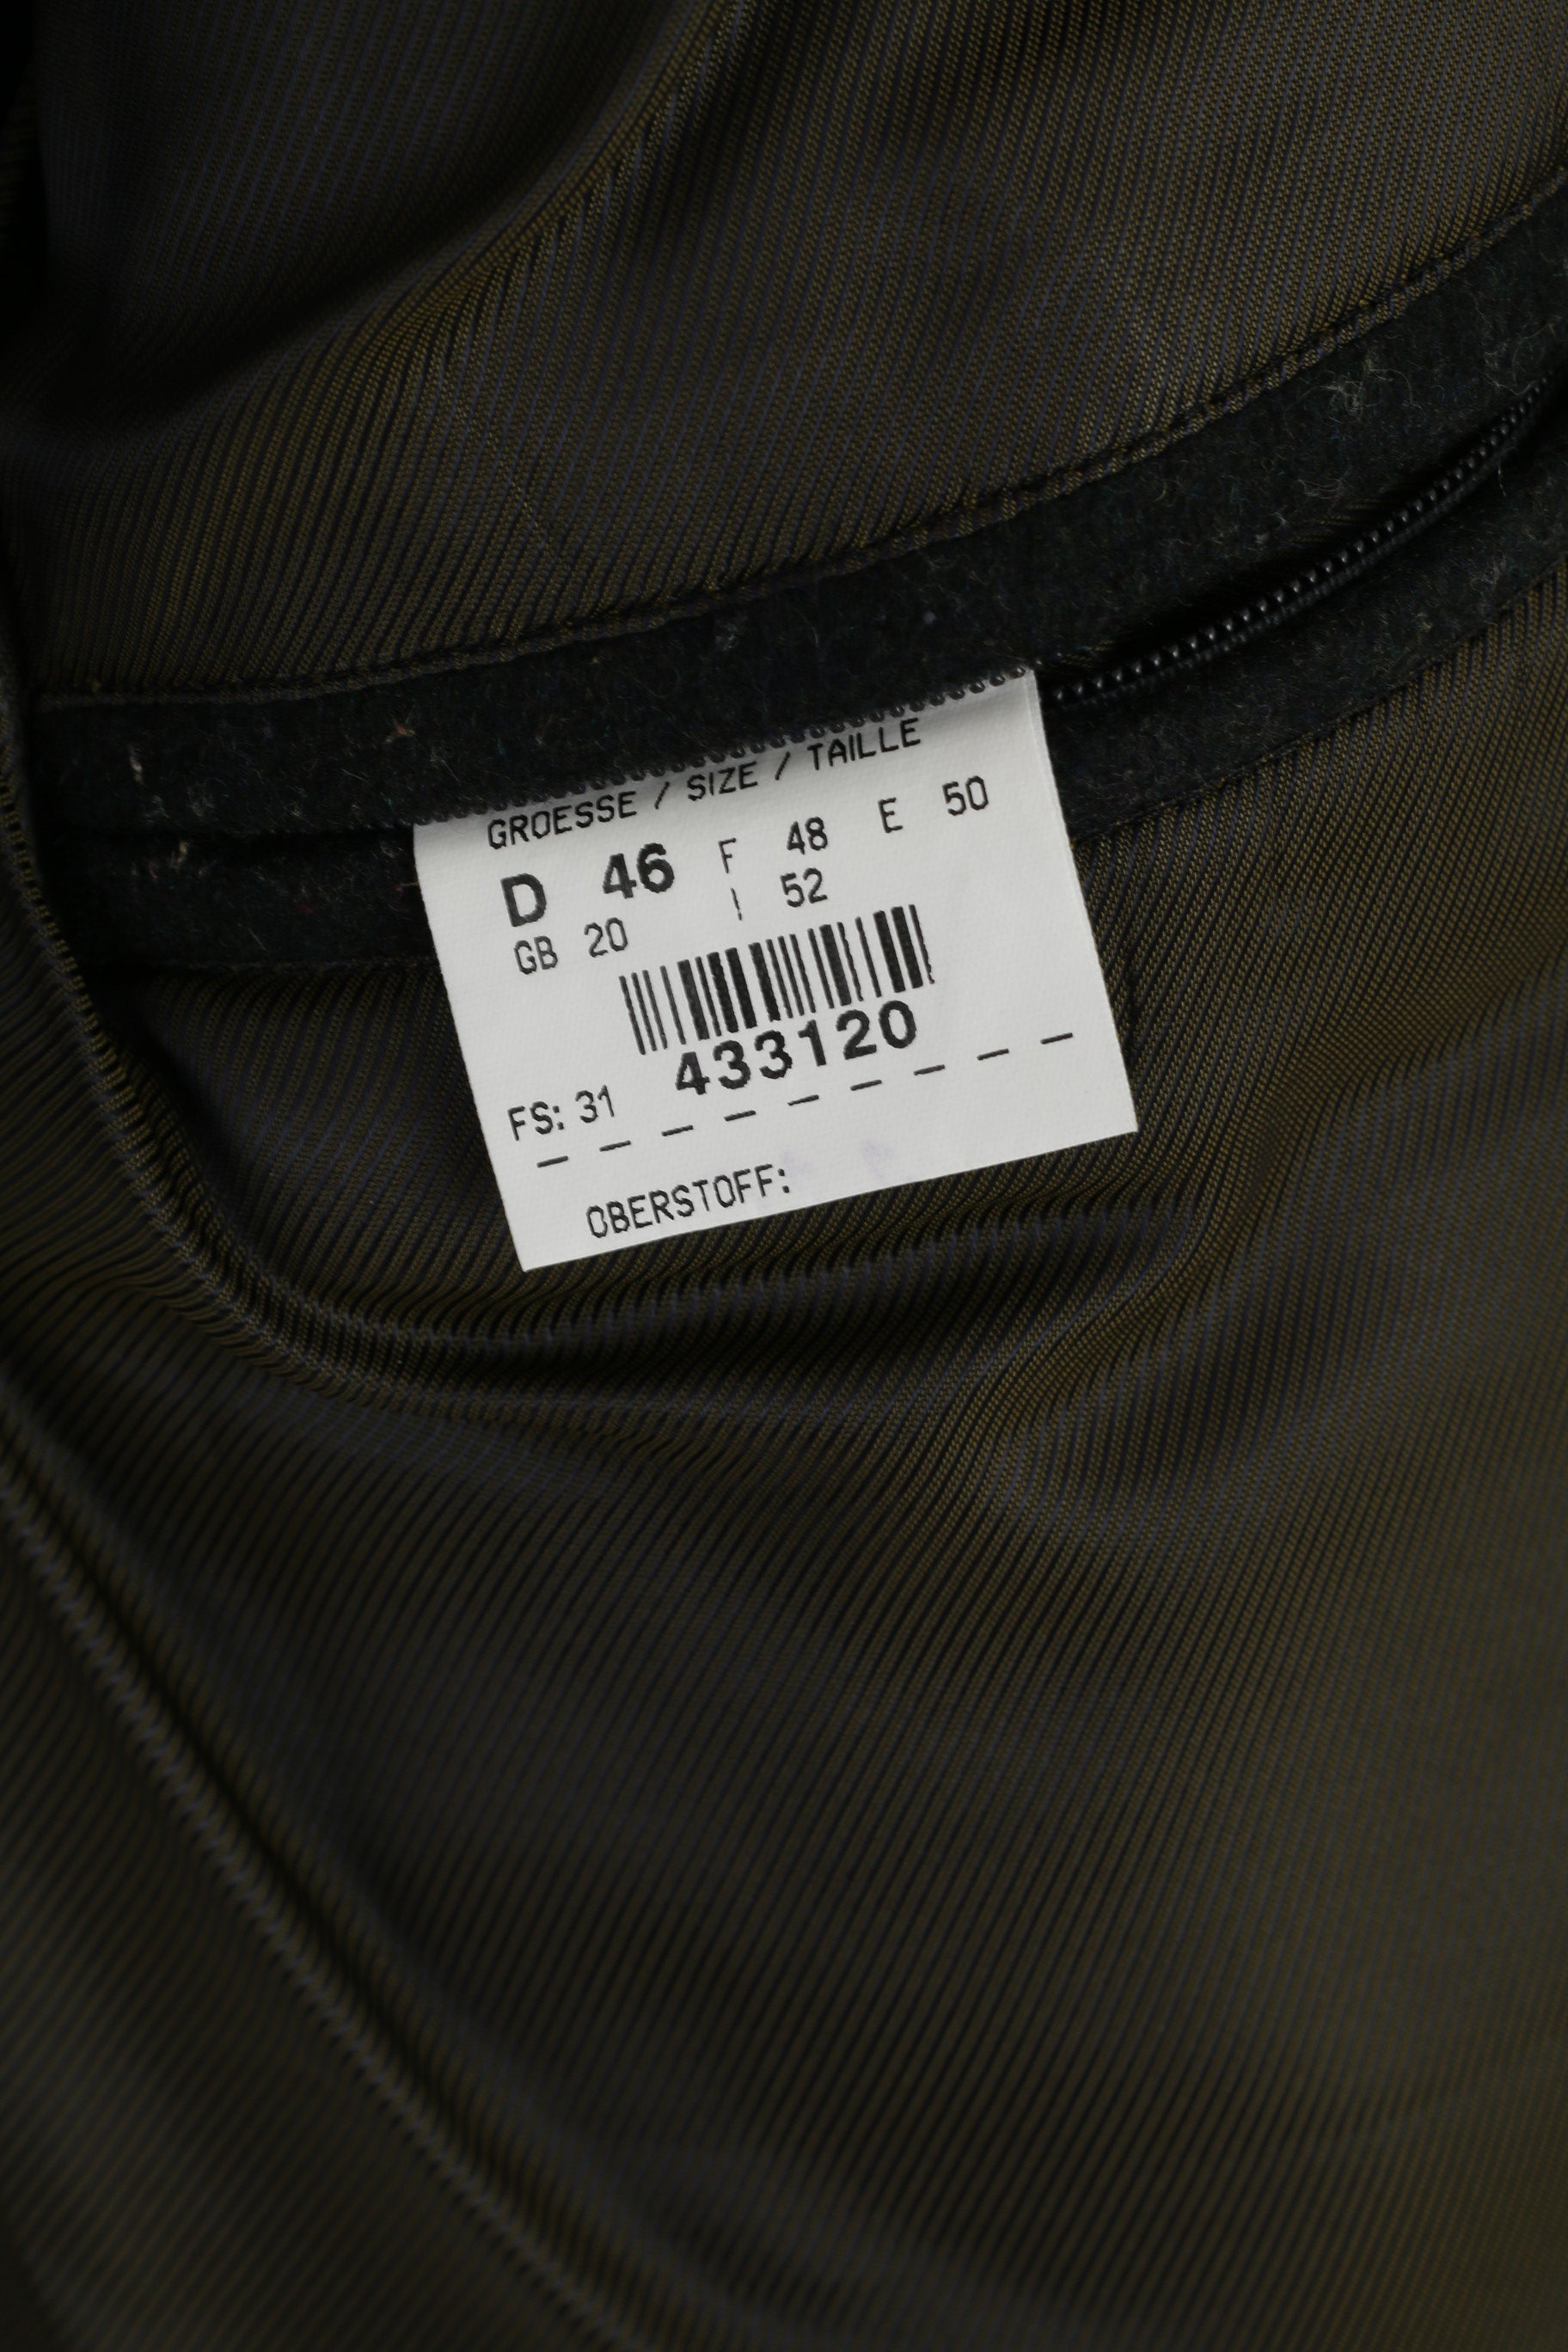 GROESSE / SIZE / TAILLE
D 46 F 48 E 50
GB 20 I 52
433120
FS: 31
OBERSTOFF: